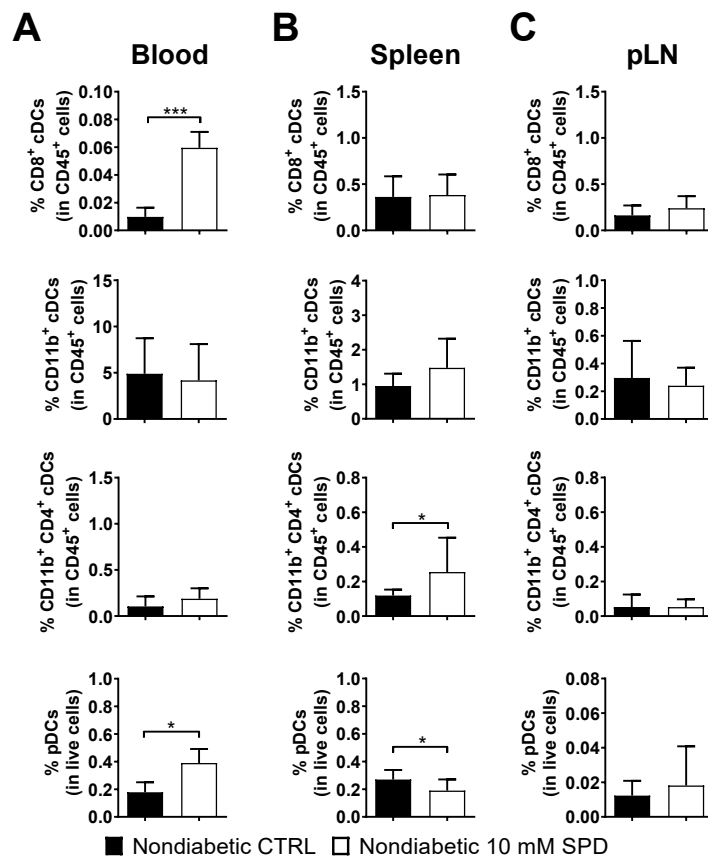 A
B
C
Blood
Spleen
pLN
% CD8+ cDCs
(in CD45+ cells)
0.10
0.08
0.06
0.04
0.02
0.00
***
% CD8+ cDCs
(in CD45+ cells)
1.5
1.0
0.5
0.0
% CD8+ cDCs
(in CD45+ cells)
1.5
1.0
0.5
0.0
% CD11b+ cDCs
(in CD45+ cells)
15
10
5
0
% CD11b+ cDCs
(in CD45+ cells)
4
3
2
1
0
% CD11b+ cDCs
(in CD45+ cells)
1.0
0.8
0.6
0.4
0.2
0.0
% CD11b+ CD4+ cDCs
(in CD45+ cells)
1.5
1.0
0.5
0.0
% CD11b+ CD4+ cDCs
(in CD45+ cells)
0.8
0.6
0.4
0.2
0.0
*
% CD11b+ CD4+ cDCs
(in CD45+ cells)
0.8
0.6
0.4
0.2
0.0
% pDCs
(in live cells)
1.0
0.8
0.6
0.4
0.2
0.0
*
% pDCs
(in live cells)
1.0
0.8
0.6
0.4
0.2
0.0
*
% pDCs
(in live cells)
0.08
0.06
0.04
0.02
0.00
Nondiabetic CTRL
Nondiabetic 10 mM SPD